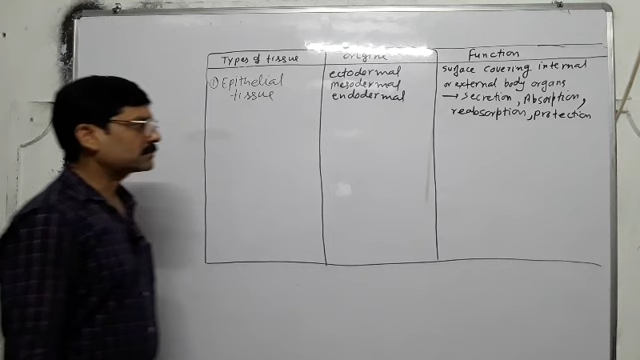 Types of tissue origine function
① Epithelial tissue
ectodermal
mesodermal
endodermal
surface covering internal
or external body organs
→ secretion, Absorption,
reabsorption, protection